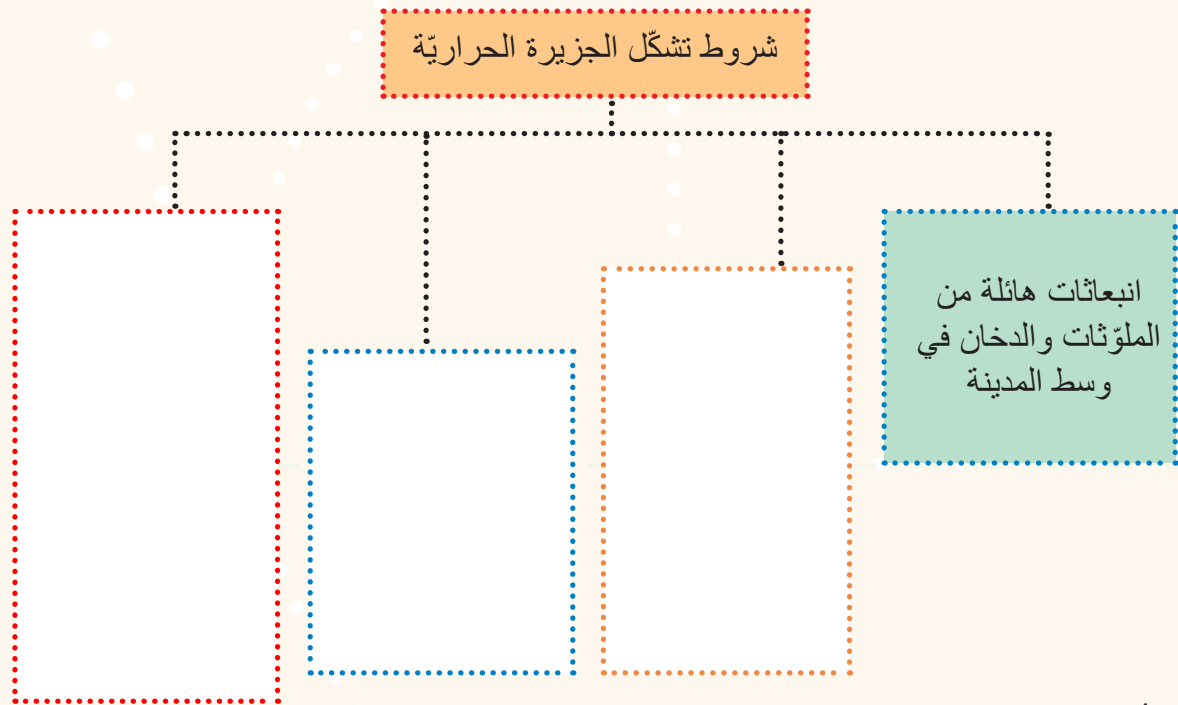 شروط تشكّل الجزيرة الحراريّة
انبعاثات هائلة من
الملوّثات والدخان في
وسط المدينة